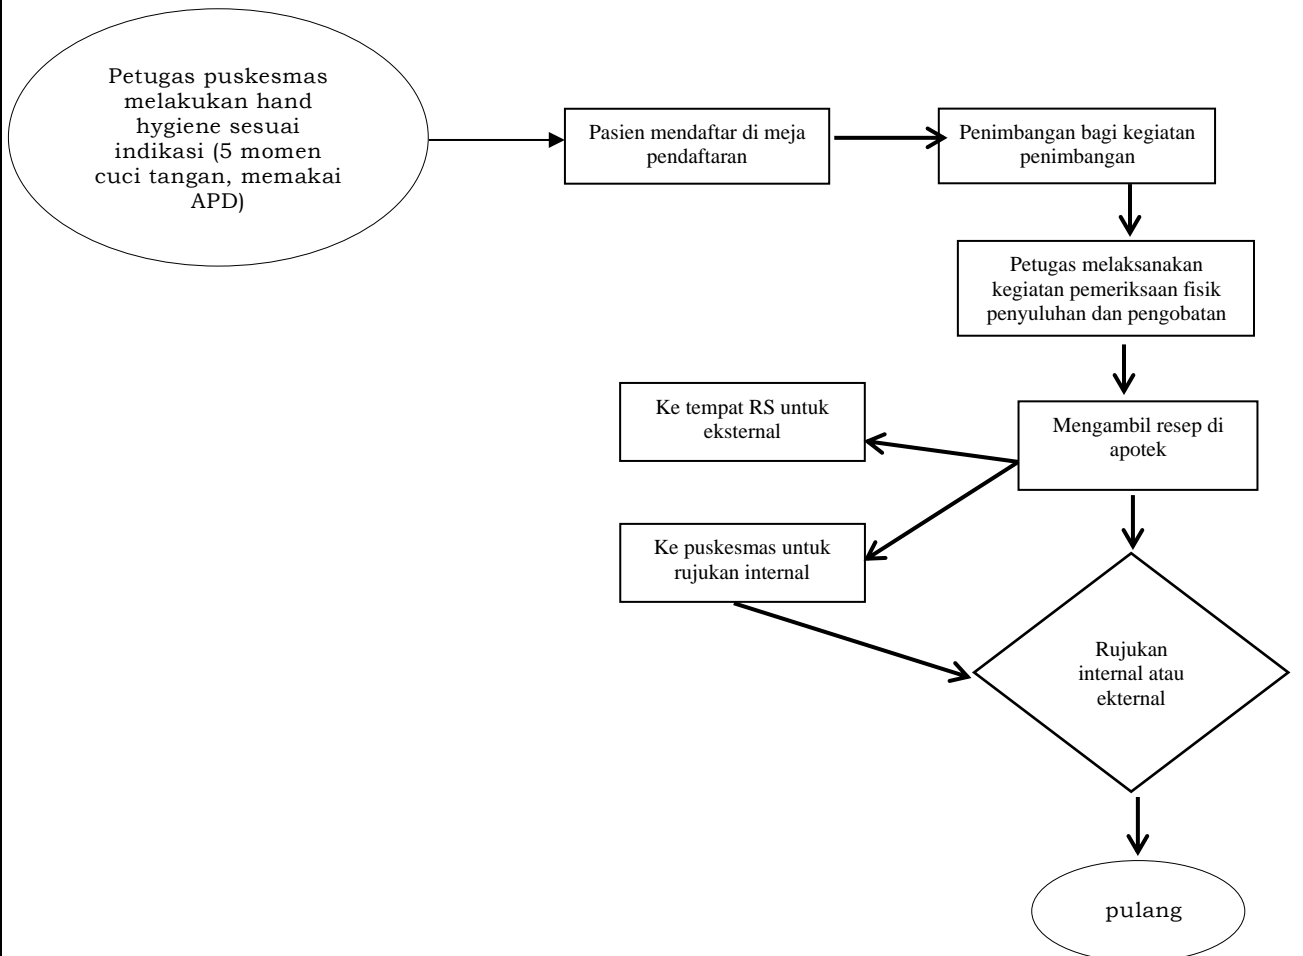 Petugas puskesmas
melakukan hand
hygiene sesuai
indikasi (5 momen
cuci tangan, memakai
APD)
Pasien mendaftar di meja
pendaftaran
Penimbangan bagi kegiatan
penimbangan
Petugas melaksanakan
kegiatan pemeriksaan fisik
penyuluhan dan pengobatan
Mengambil resep di
apotek
Ke tempat RS untuk
eksternal
Ke puskesmas untuk
rujukan internal
Rujukan
internal atau
ekternal
pulang